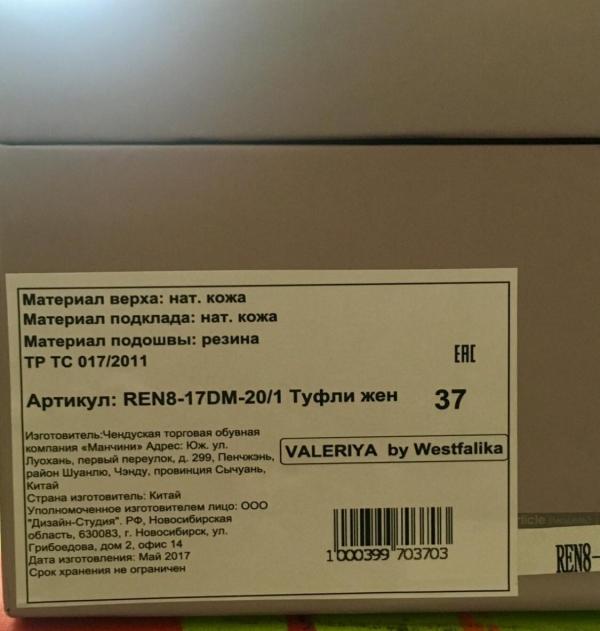 Материал верха: нат. кожа
Материал подклада: нат. кожа
Материал подошвы: резина
ТР ТС 017/2011
EAC
Артикул: REN8-17DM-20/1 Туфли жен 37
Изготовитель:Чендуская торговая обувная
компания «Манчини» Адрес: Юж. ул.
Луохань, первый переулок, д. 299, Пенчжэнь,
район Шуанлю, Чэнду, провинция Сычуань,
Китай
VALERIYA by Westfalika
Страна изготовитель: Китай
Уполномоченное изготовителем лицо: ООО
"Дизайн-Студия". РФ, Новосибирская
область, 630083, г. Новосибирск, ул.
Грибоедова, дом 2, офис 14
Дата изготовления: Май 2017
Срок хранения не ограничен
1000399 703703
REN8-